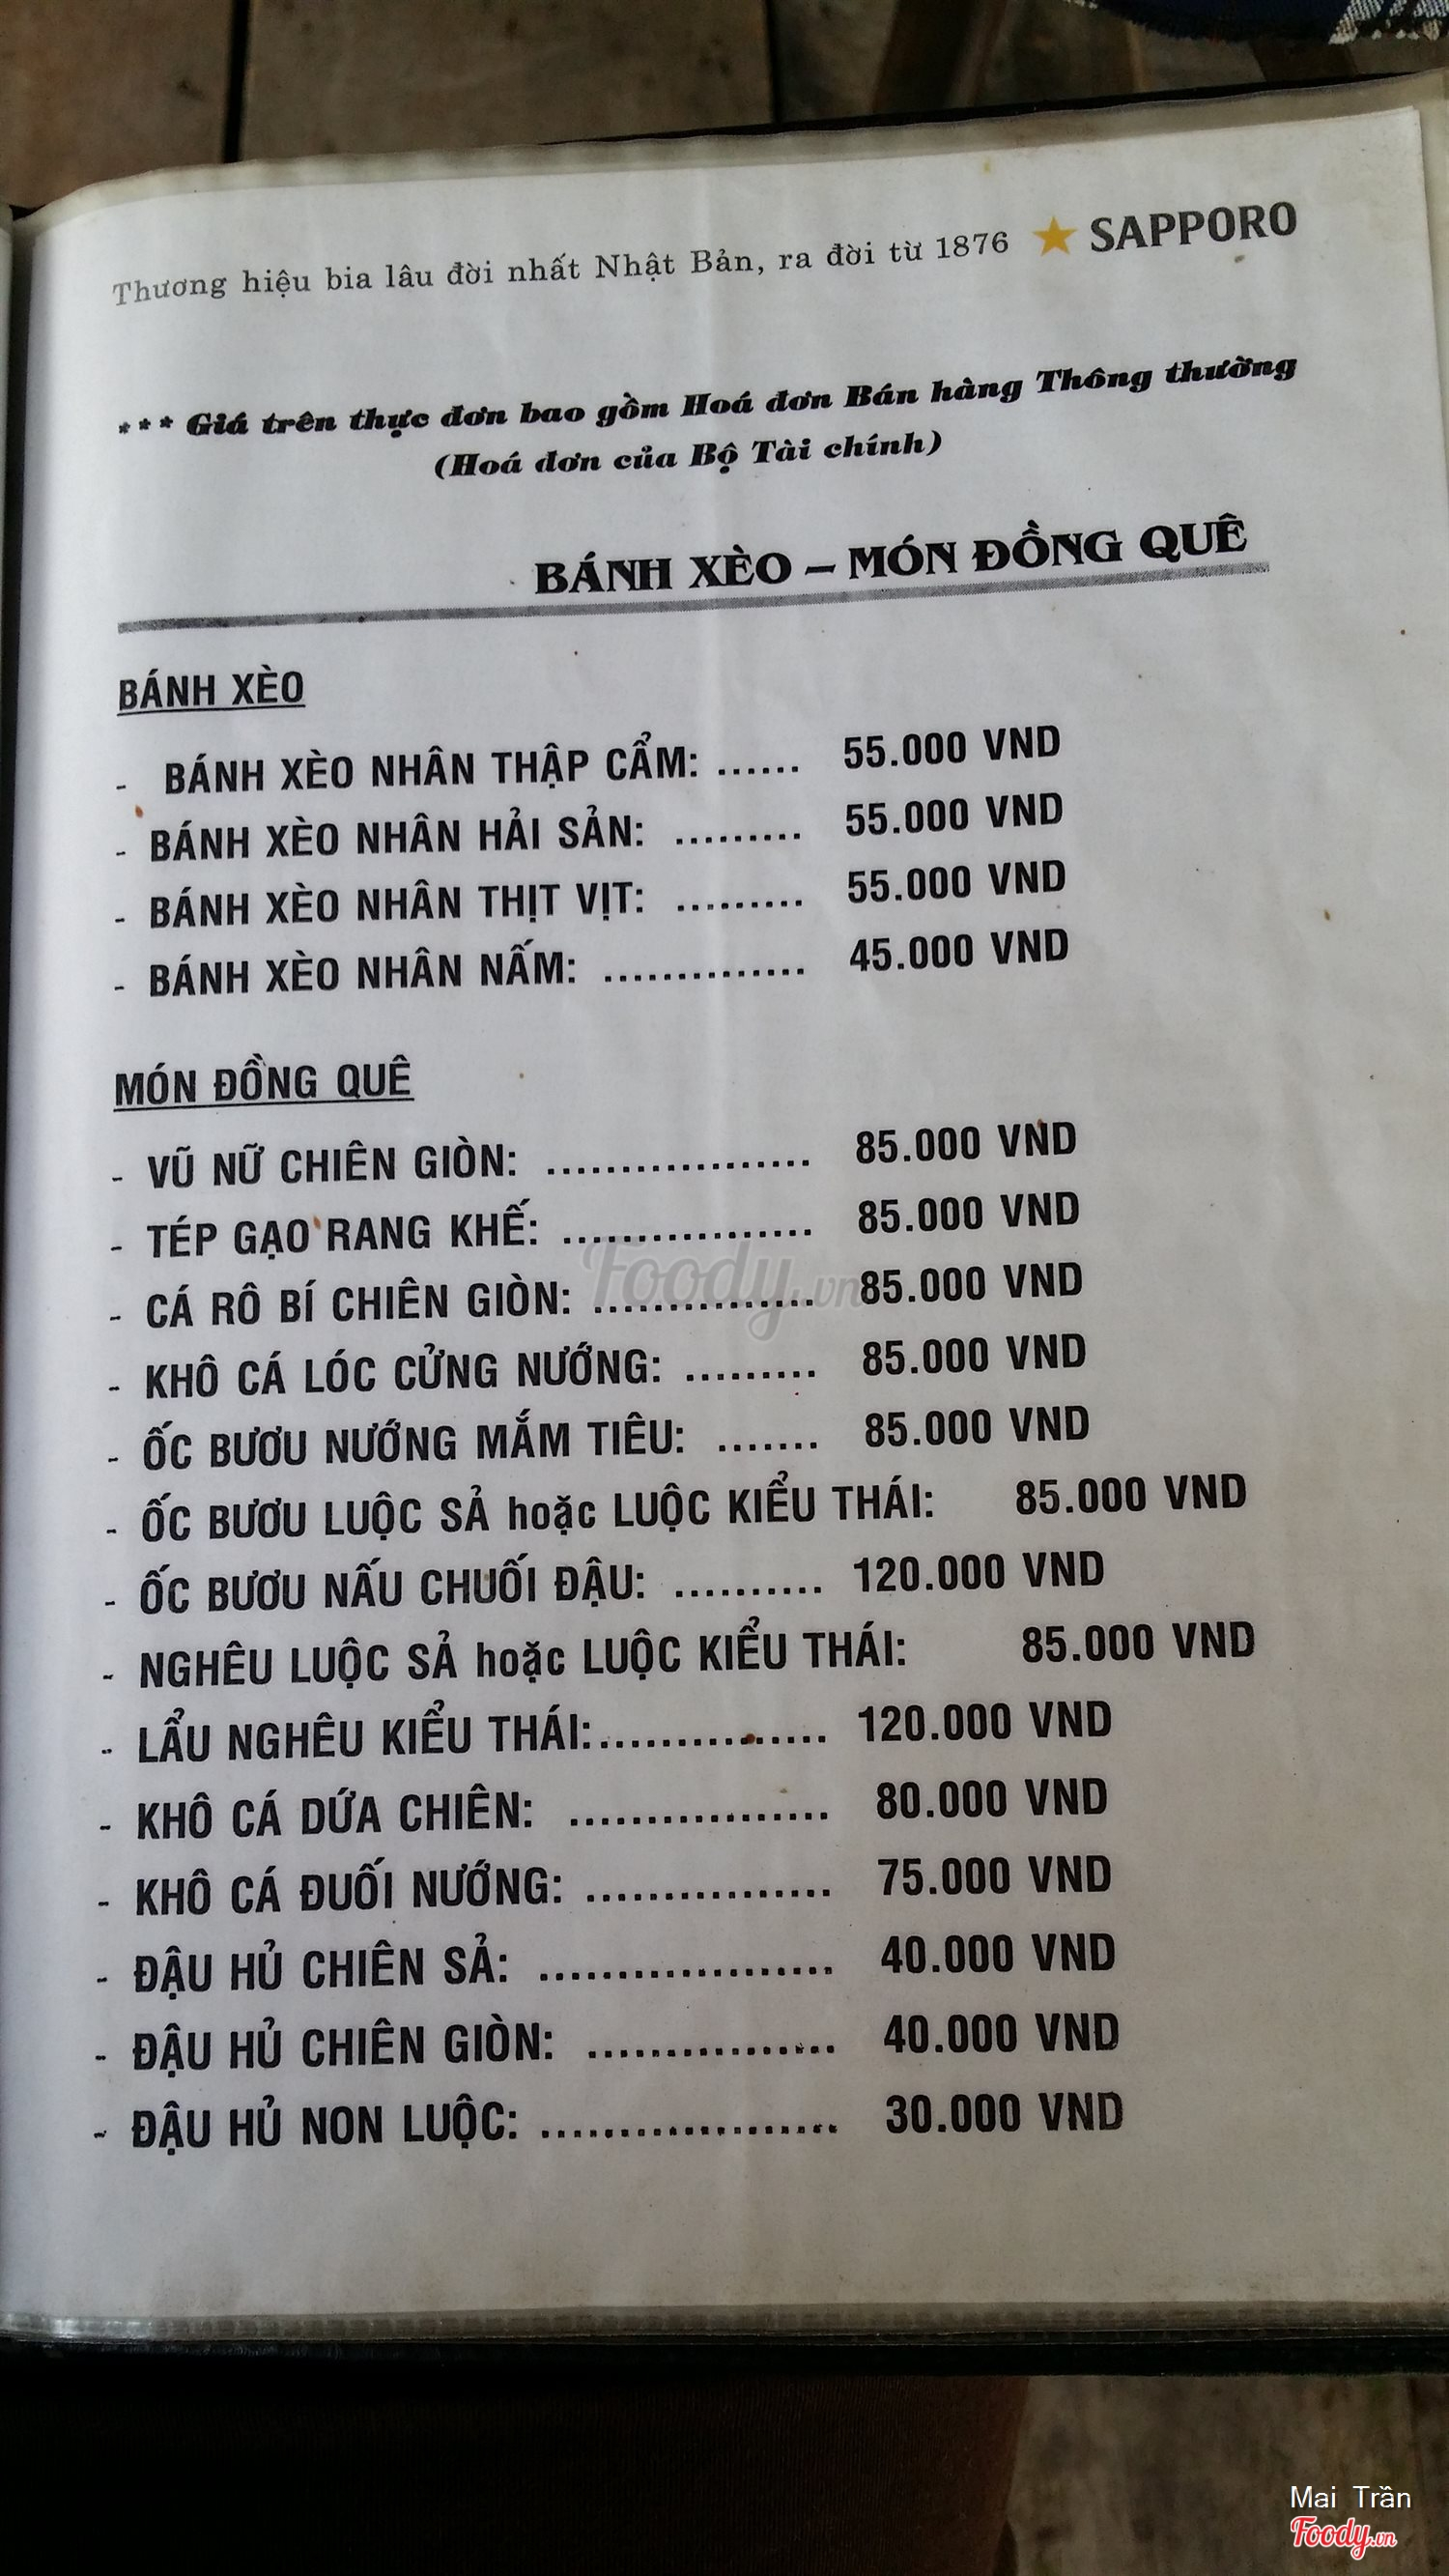 Thương hiệu bia lâu đời nhất Nhật Bản, ra đời từ 1876 ★ SAPPORO
*** Giá trên thực đơn bao gồm Hoá đơn Bán hàng Thông thường
(Hoá đơn của Bộ Tài chính)
BÁNH XÈO – MÓN ĐỒNG QUÊ
BÁNH XÈO
- BÁNH XÈO NHÂN THẬP CẨM: ...... 55.000 VND
- BÁNH XÈO NHÂN HẢI SẢN: ......... 55.000 VND
- BÁNH XÈO NHÂN THỊT VỊT: ......... 55.000 VND
- BÁNH XÈO NHÂN NẤM: .............. 45.000 VND
MÓN ĐỒNG QUÊ
- VŨ NỮ CHIÊN GIÒN: .................. 85.000 VND
- TÉP GẠO RANG KHẾ: ................. 85.000 VND
- CÁ RÔ BÍ CHIÊN GIÒN: ............... 85.000 VND
- KHÔ CÁ LÓC CỬNG NƯỚNG: ......... 85.000 VND
- ỐC BƯƠU NƯỚNG MẮM TIÊU: ....... 85.000 VND
- ỐC BƯƠU LUỘC SẢ hoặc LUỘC KIỂU THÁI: 85.000 VND
- ỐC BƯƠU NẤU CHUỐI ĐẬU: .......... 120.000 VND
- NGHÊU LUỘC SẢ hoặc LUỘC KIỂU THÁI: 85.000 VND
- LẨU NGHÊU KIỂU THÁI:............... 120.000 VND
- KHÔ CÁ DỨA CHIÊN: ................. 80.000 VND
- KHÔ CÁ ĐUỐI NƯỚNG: ................ 75.000 VND
- ĐẬU HỦ CHIÊN SẢ: ................... 40.000 VND
- ĐẬU HỦ CHIÊN GIÒN: ................ 40.000 VND
- ĐẬU HỦ NON LUỘC: ................... 30.000 VND
Foody.vn
Mai Trần
Foody.vn